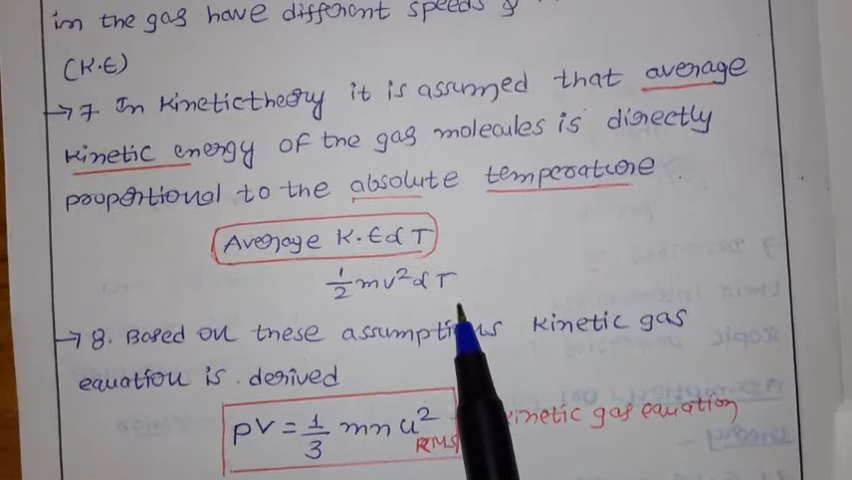 in the gas have different speeds &
(K.E)
→ 7. In Kinetic theory it is assumed that average
kinetic energy of the gas molecules is directly
proportional to the absolute temperature.
Average K.E α T
1/2 mv² α T
→ 8. Based on these assumptions Kinetic gas
equation is derived
PV = 1/3 mn u² RMS kinetic gas equation